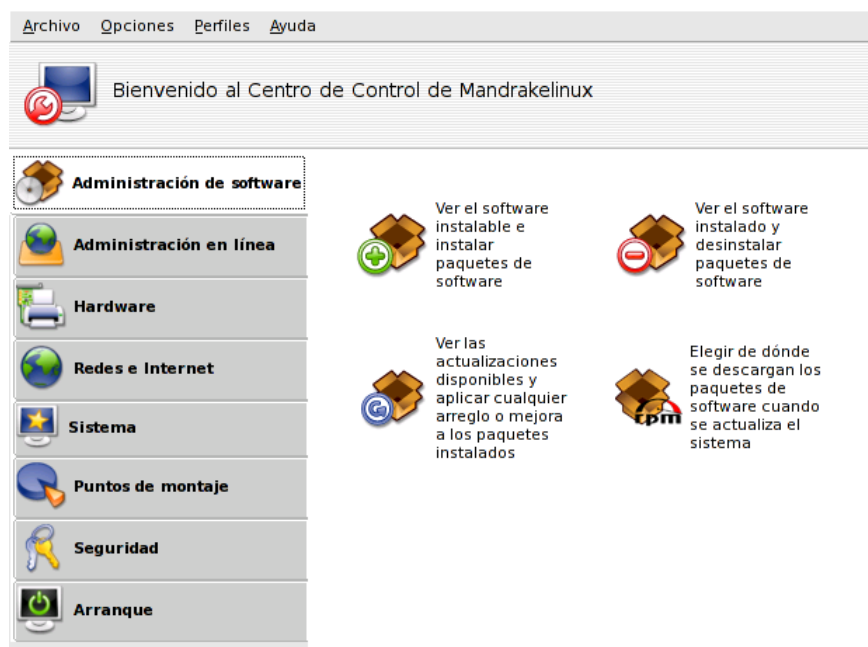 Archivo Opciones Perfiles Ayuda
Bienvenido al Centro de Control de Mandrakelinux
Administración de software
Administración en línea
Hardware
Redes e Internet
Sistema
Puntos de montaje
Seguridad
Arranque
Ver el software
instalable e
instalar
paquetes de
software
Ver el software
instalado y
desinstalar
paquetes de
software
Ver las
actualizaciones
disponibles y
aplicar cualquier
arreglo o mejora
a los paquetes
instalados
rpm
Elegir de dónde
se descargan los
paquetes de
software cuando
se actualiza el
sistema